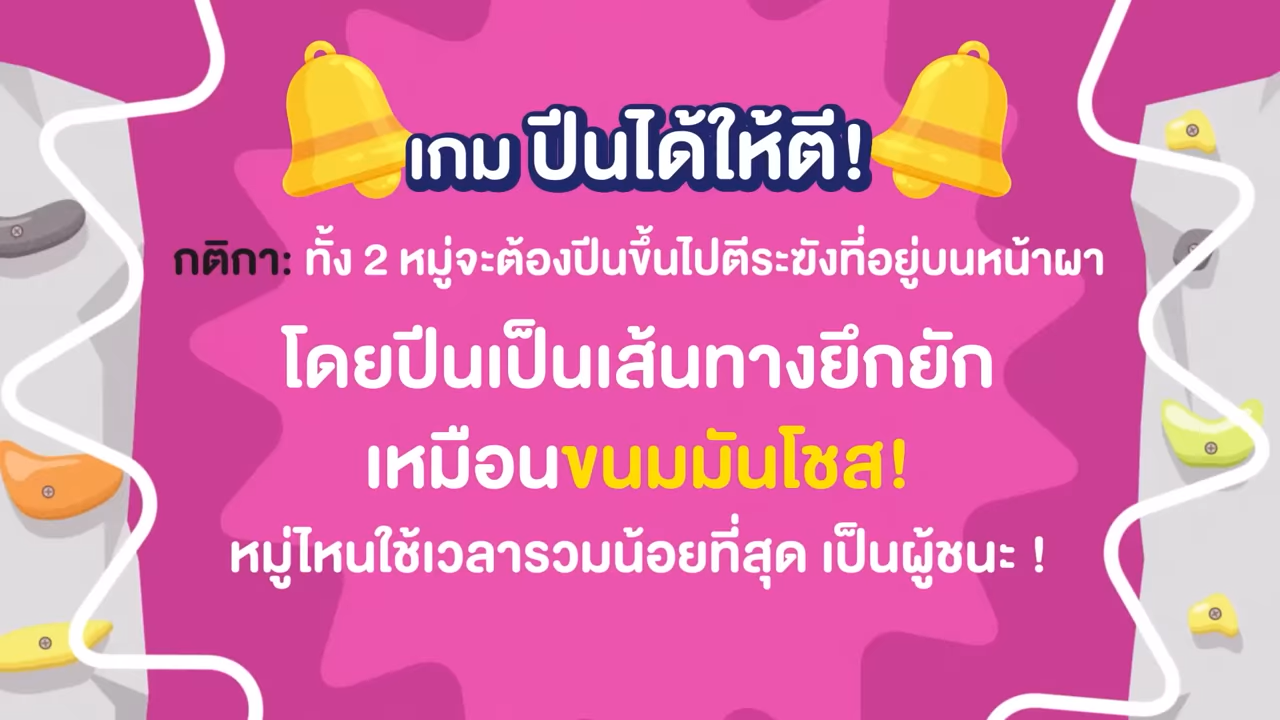 เกม ปีนได้ให้ตี!
กติกา: ทั้ง 2 หมู่จะต้องปีนขึ้นไปตีระฆังที่อยู่บนหน้าผา
โดยปีนเป็นเส้นทางยึกยัก
เหมือนขนมมันโชส!
หมู่ไหนใช้เวลารวมน้อยที่สุด เป็นผู้ชนะ !